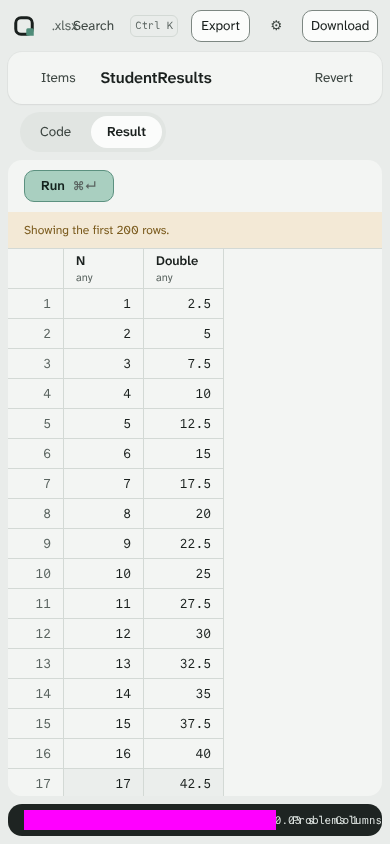 .xlsx Search Ctrl K Export ⚙ Download
Items StudentResults Revert
Code Result
Run ⌘↵
Showing the first 200 rows.
N Double
any any
1 1 2.5
2 2 5
3 3 7.5
4 4 10
5 5 12.5
6 6 15
7 7 17.5
8 8 20
9 9 22.5
10 10 25
11 11 27.5
12 12 30
13 13 32.5
14 14 35
15 15 37.5
16 16 40
17 17 42.5
Problems Columns